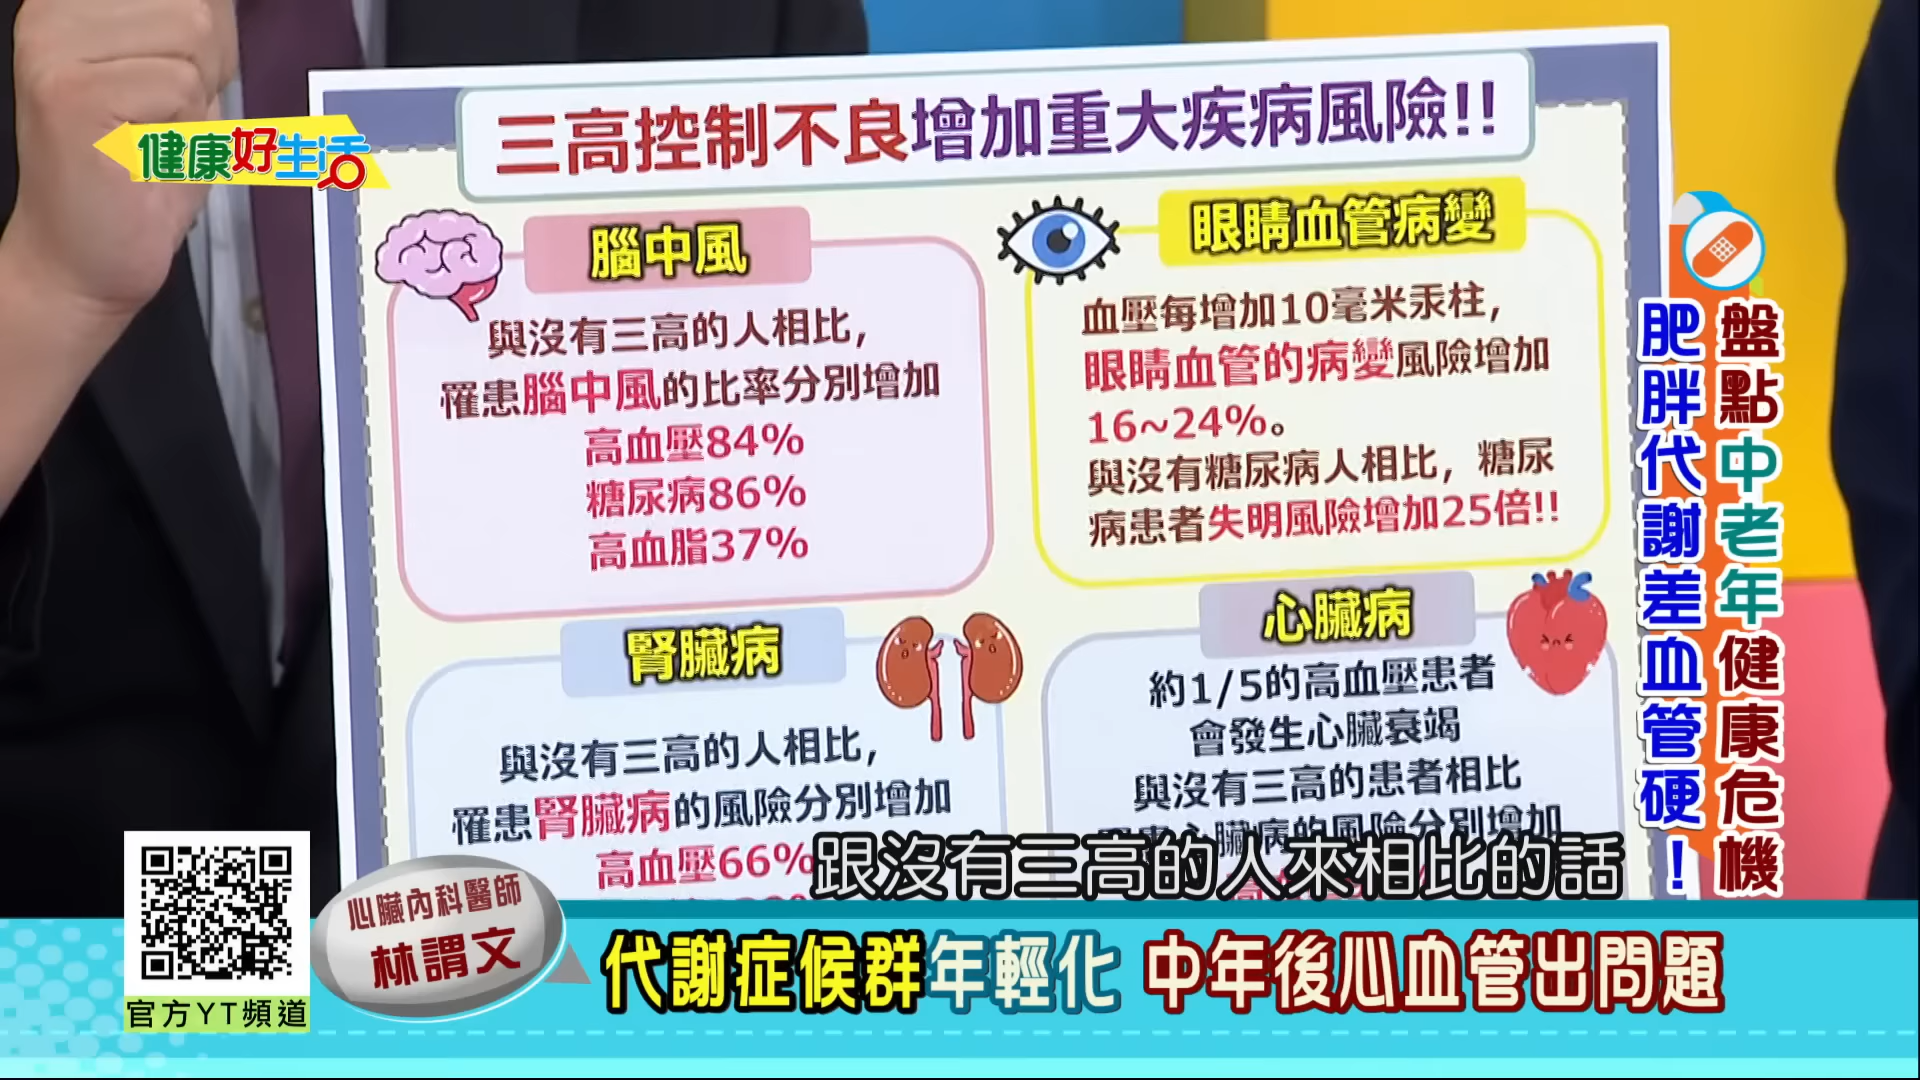 健康好生活
三高控制不良增加重大疾病風險!!
腦中風
與沒有三高的人相比，
罹患腦中風的比率分別增加
高血壓84%
糖尿病86%
高血脂37%
眼睛血管病變
血壓每增加10毫米汞柱，
眼睛血管的病變風險增加
16~24%。
與沒有糖尿病人相比，糖尿
病患者失明風險增加25倍!!
腎臟病
與沒有三高的人相比，
罹患腎臟病的風險分別增加
高血壓66%
心臟病
約1/5的高血壓患者
會發生心臟衰竭
與沒有三高的患者相比
心臟病的風險分別增加
盤點中老年健康危機
肥胖代謝差血管硬！
跟沒有三高的人來相比的話
心臟內科醫師
林謂文
代謝症候群年輕化 中年後心血管出問題
官方YT頻道